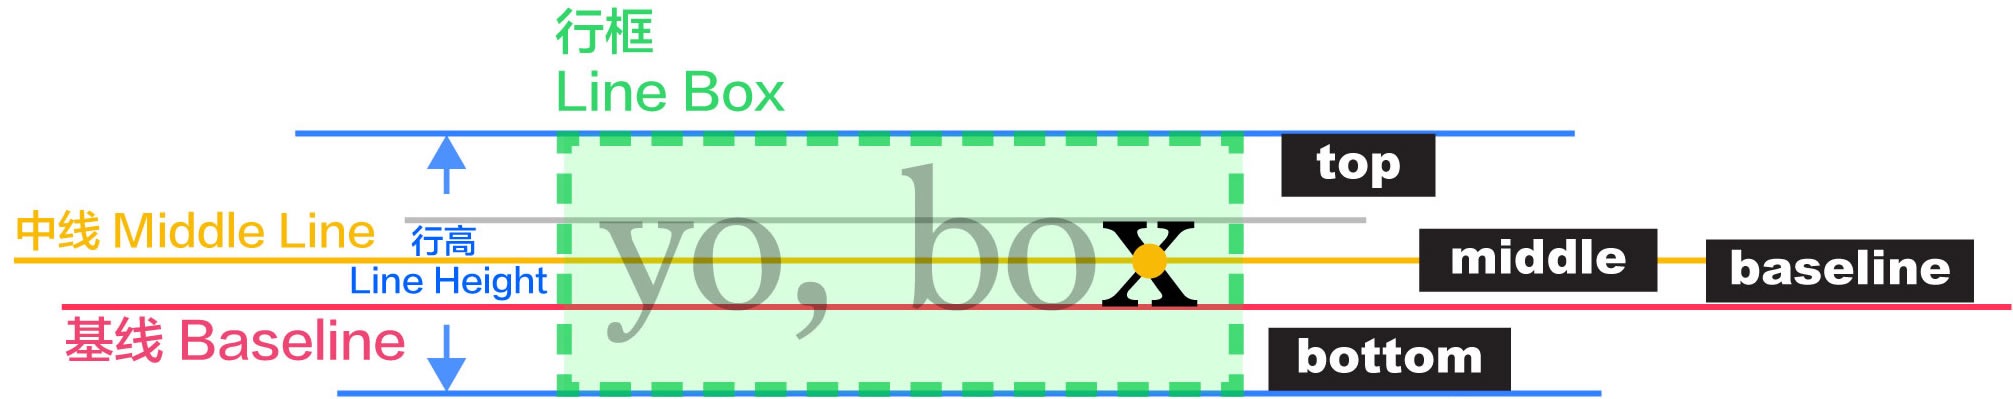 行框
Line Box
top
中线 Middle Line
行高
Line Height
yo, box
middle
baseline
基线 Baseline
bottom